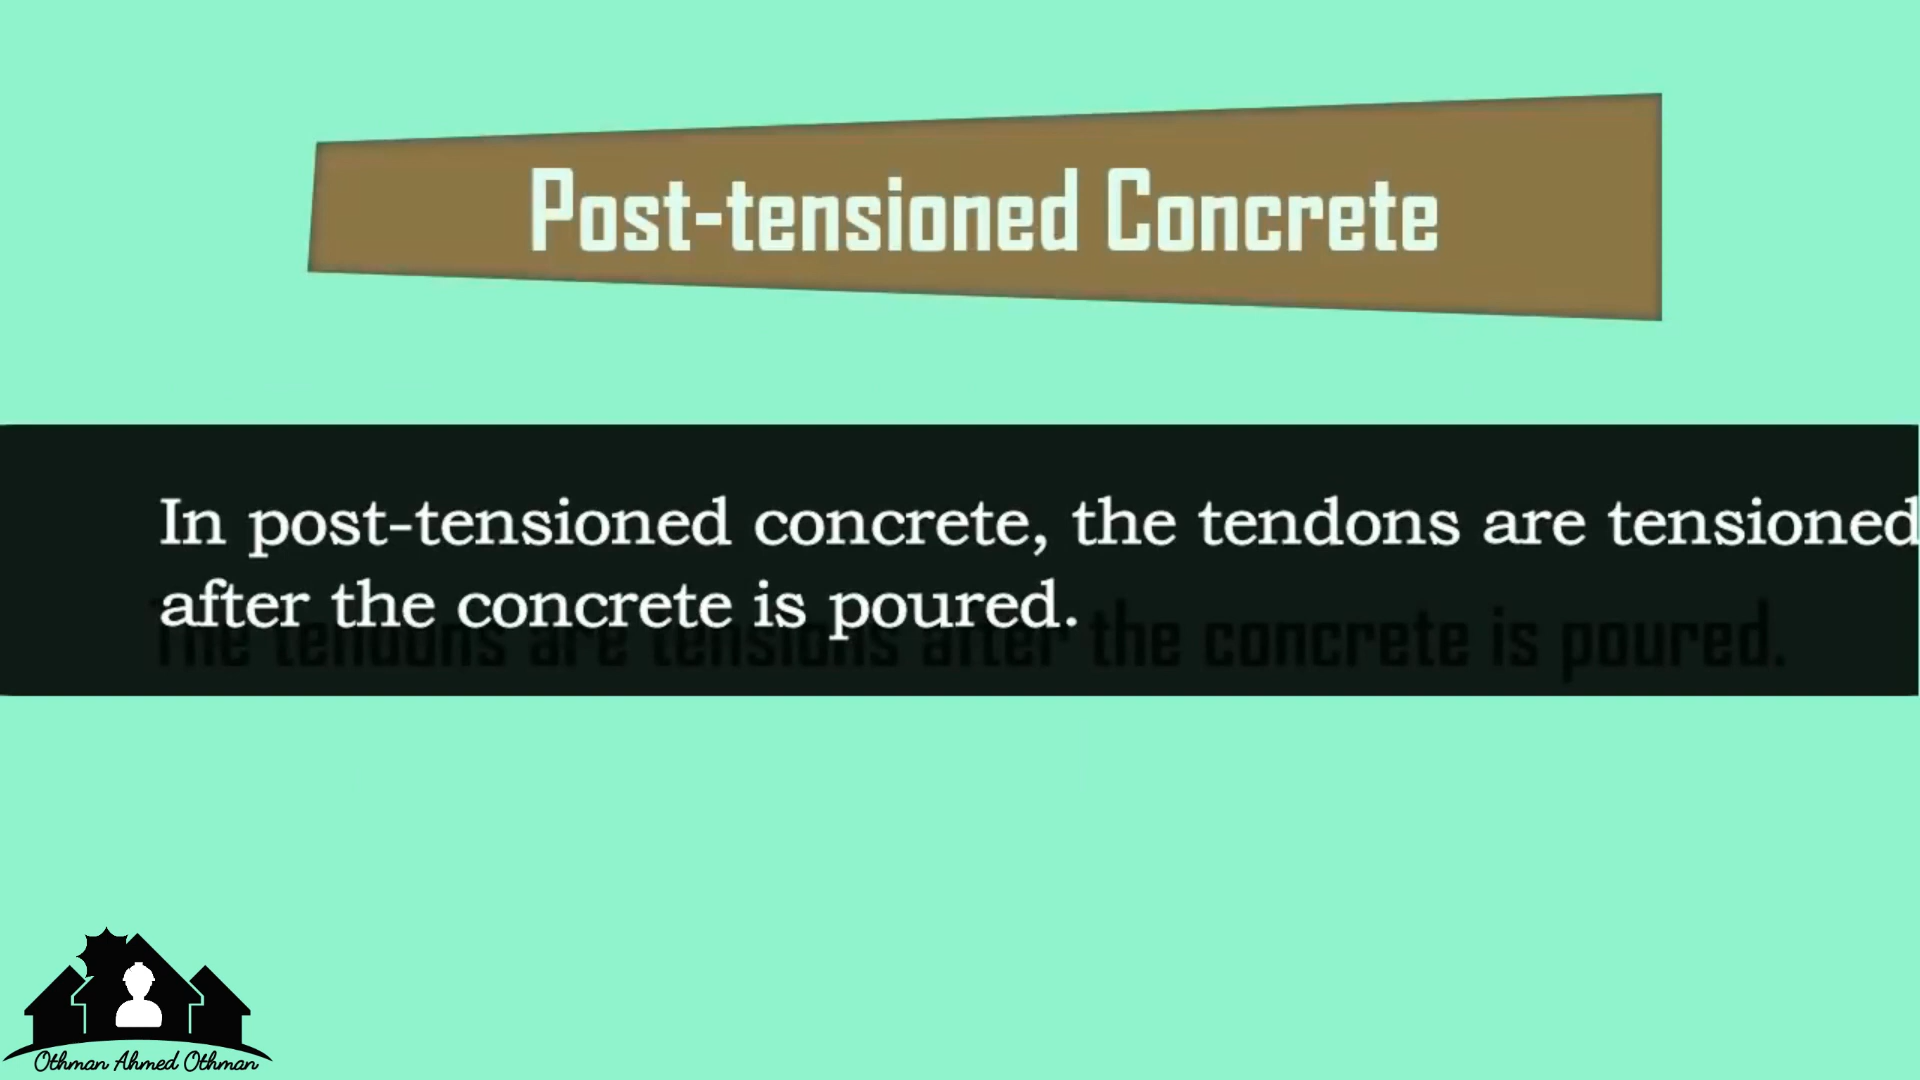 Post-tensioned Concrete
In post-tensioned concrete, the tendons are tensioned
after the concrete is poured.
The tendons are tensions after the concrete is poured.
Othman Ahmed Othman